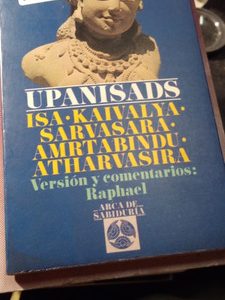 UPANISADS
ISA·KAIVALYA·
SARVASARA·
AMRTABINDU·
ATHARVASIRA
Versión y comentarios:
Raphael
ARCA DE
SABIDURÍA